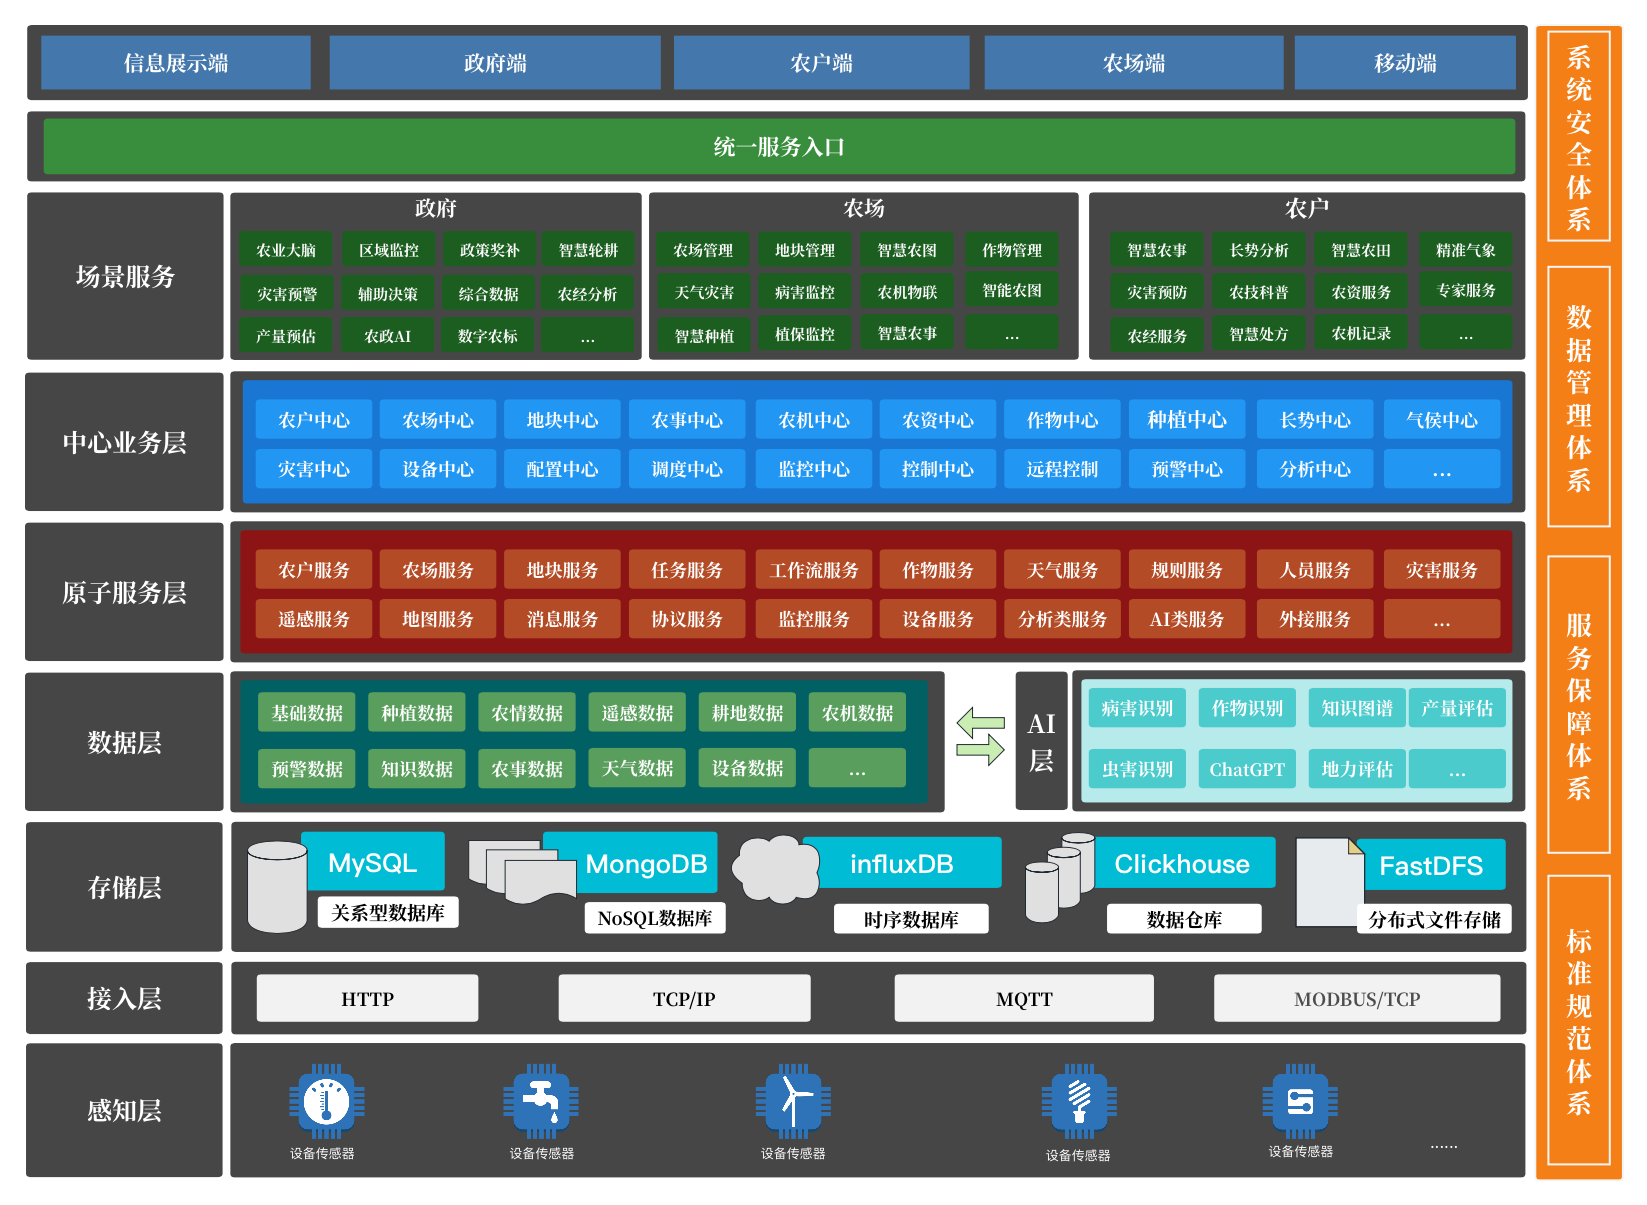 信息展示端
政府端
农户端
农场端
移动端
统一服务入口
场景服务
政府
农业大脑
区域监控
政策奖补
智慧轮耕
灾害预警
辅助决策
综合数据
农经分析
产量预估
农政AI
数字农标
...
农场
农场管理
地块管理
智慧农图
作物管理
天气灾害
病害监控
农机物联
智能农图
智慧种植
植保监控
智慧农事
...
农户
智慧农事
长势分析
智慧农田
精准气象
灾害预防
农技科普
农资服务
专家服务
农经服务
智慧处方
农机记录
...
中心业务层
农户中心
农场中心
地块中心
农事中心
农机中心
农资中心
作物中心
种植中心
长势中心
气候中心
灾害中心
设备中心
配置中心
调度中心
监控中心
控制中心
远程控制
预警中心
分析中心
...
原子服务层
农户服务
农场服务
地块服务
任务服务
工作流服务
作物服务
天气服务
规则服务
人员服务
灾害服务
遥感服务
地图服务
消息服务
协议服务
监控服务
设备服务
分析类服务
AI类服务
外接服务
...
数据层
基础数据
种植数据
农情数据
遥感数据
耕地数据
农机数据
预警数据
知识数据
农事数据
天气数据
设备数据
...
AI
层
病害识别
作物识别
知识图谱
产量评估
虫害识别
ChatGPT
地力评估
...
存储层
MySQL
关系型数据库
MongoDB
NoSQL数据库
influxDB
时序数据库
Clickhouse
数据仓库
FastDFS
分布式文件存储
接入层
HTTP
TCP/IP
MQTT
MODBUS/TCP
感知层
设备传感器
设备传感器
设备传感器
设备传感器
设备传感器
......
系统安全体系
数据管理体系
服务保障体系
标准规范体系